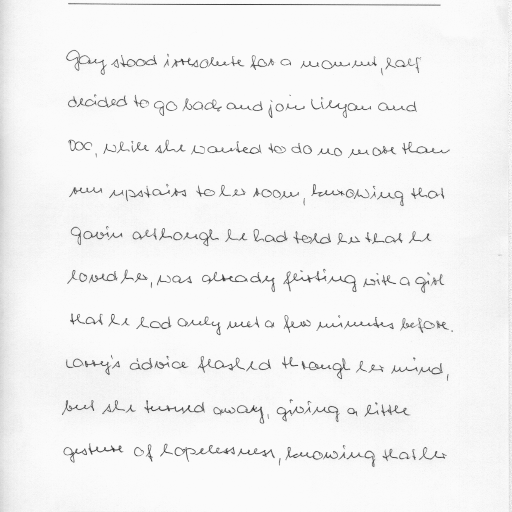 Gay stood irresolute for a moment, half
decided to go back and join Lilyan and
Doc, while she wanted to do no more than
run upstairs to her room, knowing that
Gavin although he had told her that he
loved her, was already flirting with a girl
that he had only met a few minutes before.
Larry's advice flashed through her mind,
but she turned away, giving a little
gesture of hopelessness, knowing that her